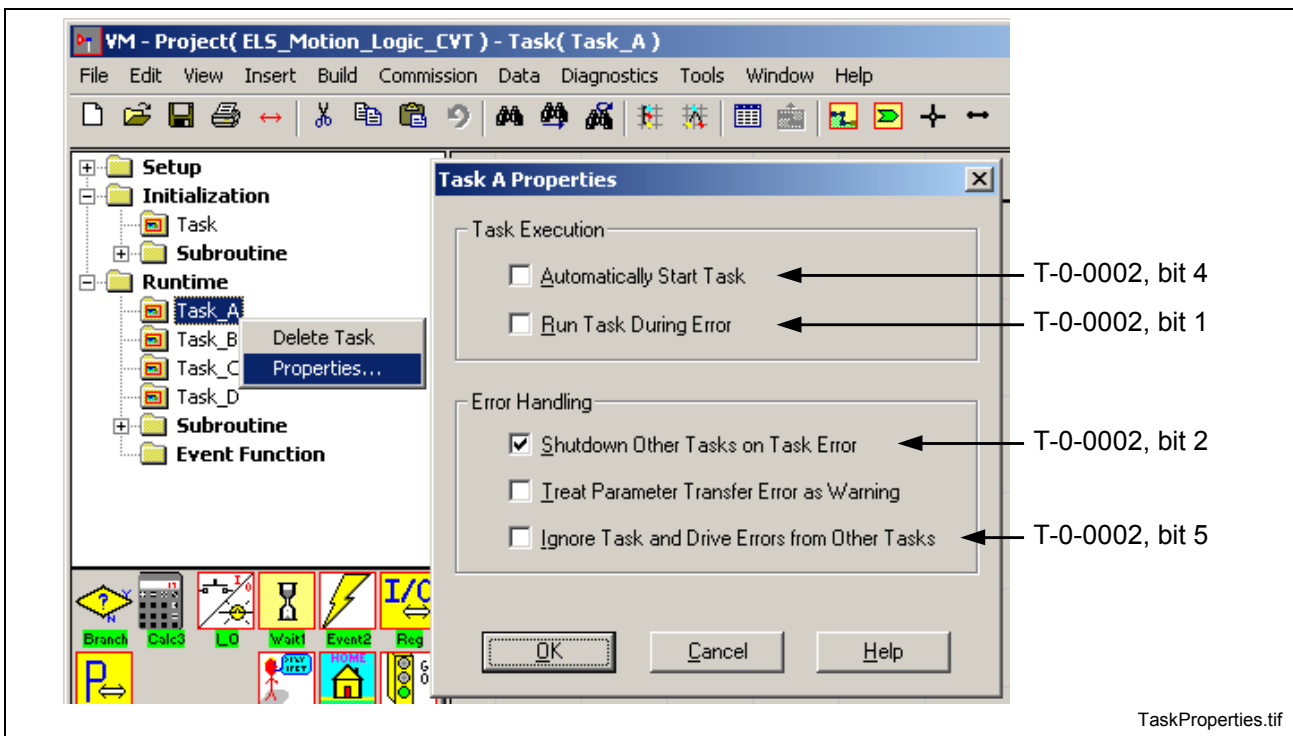 VM - Project( ELS_Motion_Logic_CVT ) - Task( Task_A )
File Edit View Insert Build Commission Data Diagnostics Tools Window Help
Setup
Initialization
Task
Subroutine
Runtime
Task_A
Task_B
Task_C
Task_D
Subroutine
Event Function
Delete Task
Properties...
Task A Properties
Task Execution
Automatically Start Task
T-0-0002, bit 4
Run Task During Error
T-0-0002, bit 1
Error Handling
Shutdown Other Tasks on Task Error
T-0-0002, bit 2
Treat Parameter Transfer Error as Warning
Ignore Task and Drive Errors from Other Tasks
T-0-0002, bit 5
OK Cancel Help
? Y N
I/O
I/O
Branch Calc3 I_O Wait1 Event2 Reg
P
HOME
TaskProperties.tif